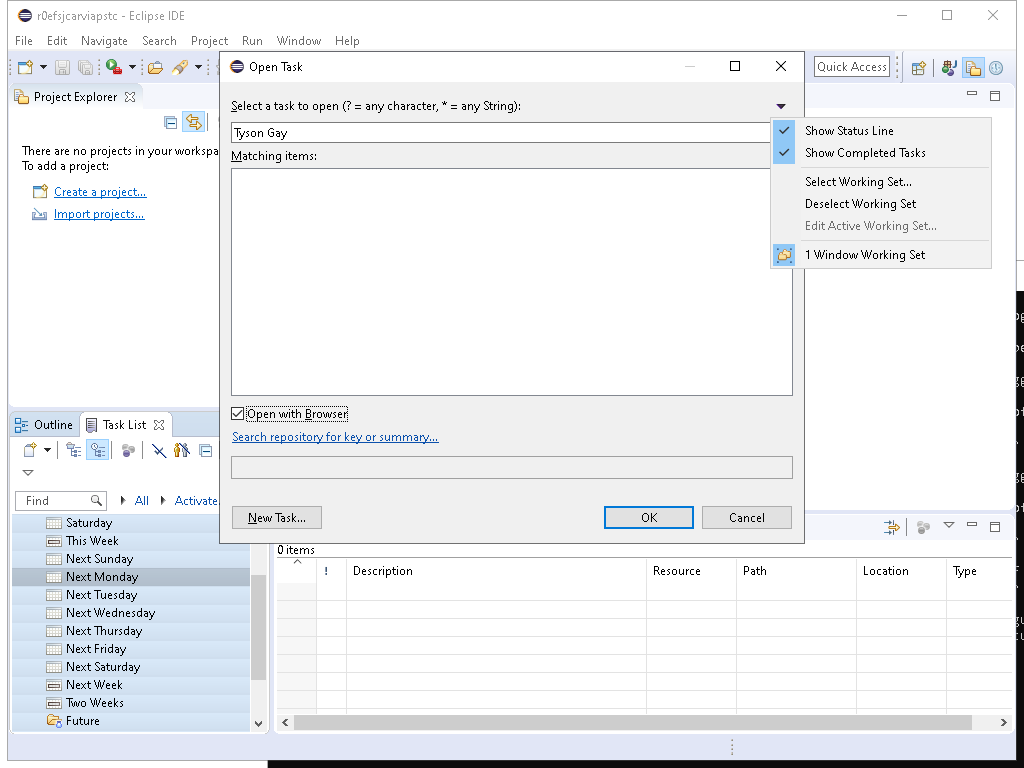 r0efsjcarviapstc - Eclipse IDE
File Edit Navigate Search Project Run Window Help
Open Task
Quick Access
Project Explorer
Select a task to open (? = any character, * = any String):
Tyson Gay
Show Status Line
Show Completed Tasks
Select Working Set...
Deselect Working Set
Edit Active Working Set...
1 Window Working Set
Matching items:
There are no projects in your
To add a project:
Create a project...
Import projects...
Open with Browser
Search repository for key or summary...
New Task...
OK
Cancel
Outline
Task List
Find
All
Activate
Saturday
This Week
Next Sunday
Next Monday
Next Tuesday
Next Wednesday
Next Thursday
Next Friday
Next Saturday
Next Week
Two Weeks
Future
0 items
! Description Resource Path Location Type